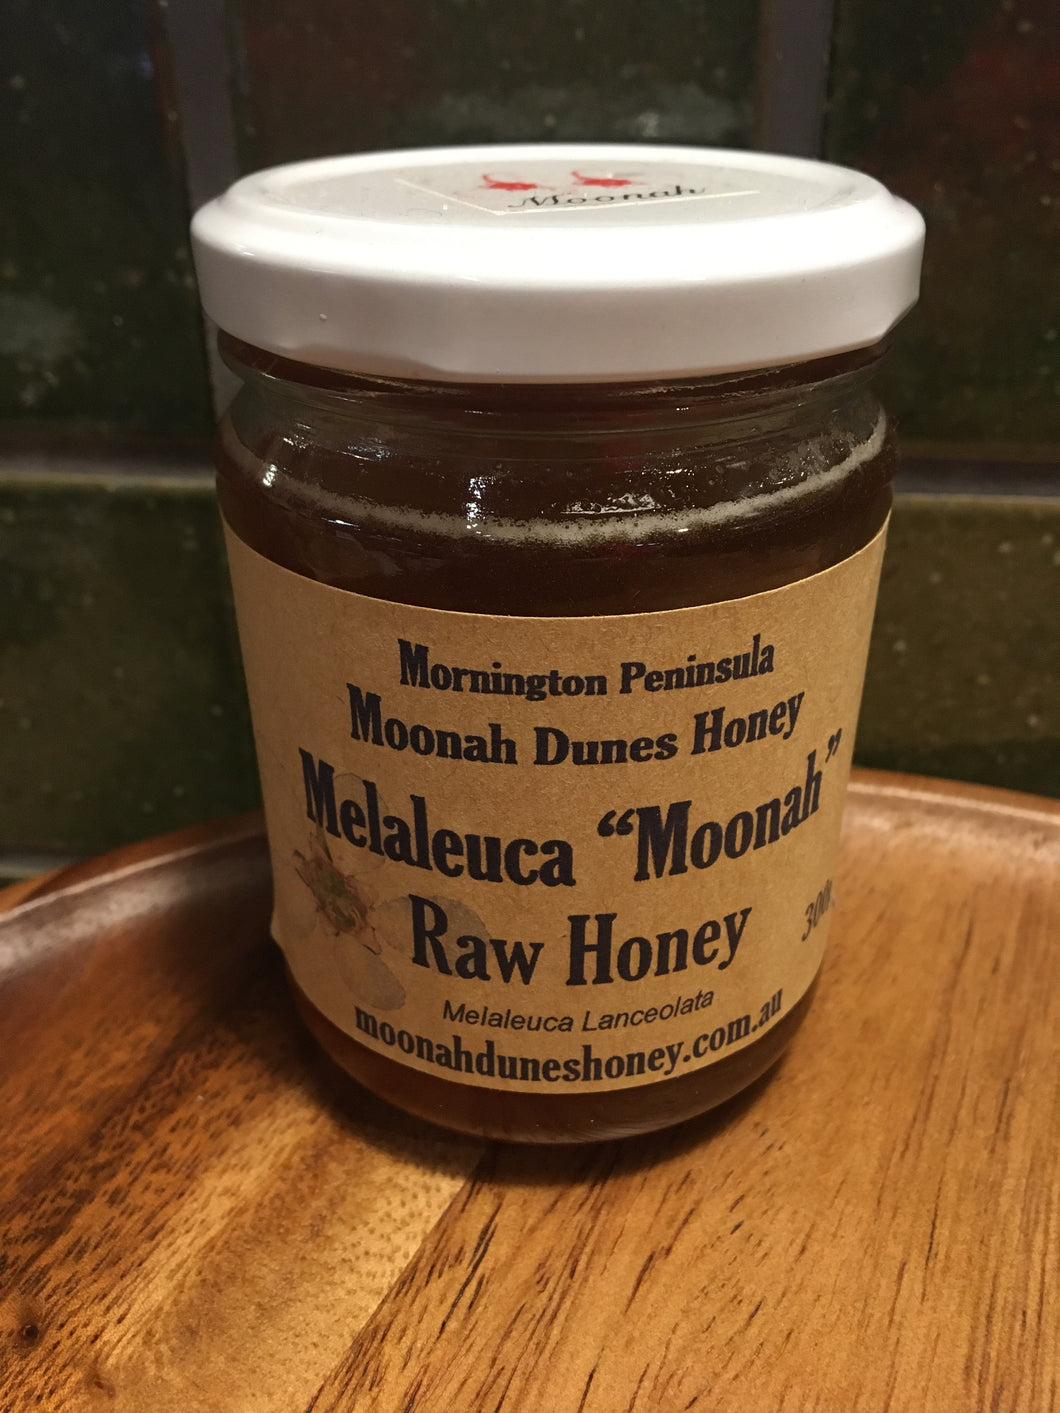 Moonah
Mornington Peninsula
Moonah Dunes Honey
Melaleuca “Moonah”
Raw Honey
Melaleuca Lanceolata
moonahduneshoney.com.au